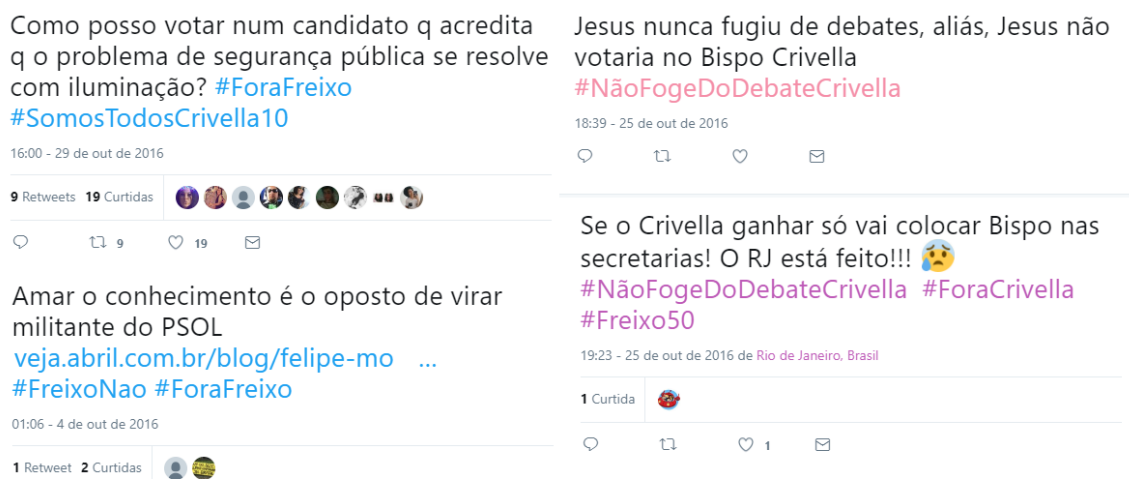 Como posso votar num candidato q acredita
q o problema de segurança pública se resolve
com iluminação? #ForaFreixo
#SomosTodosCrivella10
16:00 - 29 de out de 2016
9 Retweets 19 Curtidas
9 19
Amar o conhecimento é o oposto de virar
militante do PSOL
veja.abril.com.br/blog/felipe-mo ...
#FreixoNao #ForaFreixo
01:06 - 4 de out de 2016
1 Retweet 2 Curtidas
Jesus nunca fugiu de debates, aliás, Jesus não
votaria no Bispo Crivella
#NãoFogeDoDebateCrivella
18:39 - 25 de out de 2016
Se o Crivella ganhar só vai colocar Bispo nas
secretarias! O RJ está feito!!! 😰
#NãoFogeDoDebateCrivella #ForaCrivella
#Freixo50
19:23 - 25 de out de 2016 de Rio de Janeiro, Brasil
1 Curtida
1